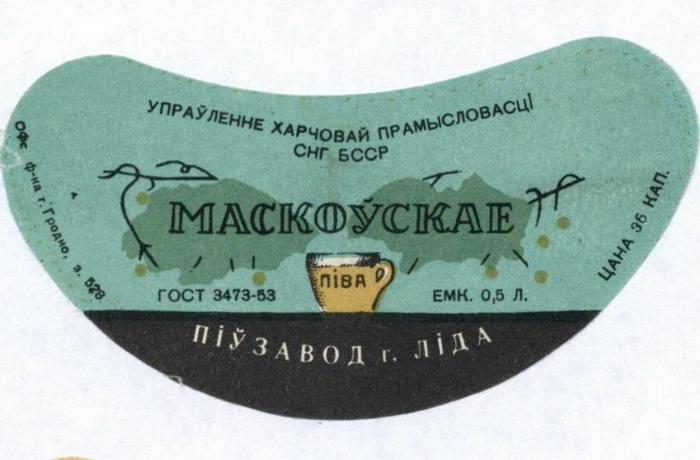 УПРАЎЛЕННЕ ХАРЧОВАЙ ПРАМЫСЛОВАСЦІ
СНГ БССР
МАСКОЎСКАЕ
ПІВА
ГОСТ 3473-53
ЕМК. 0,5 Л.
ПІЎЗАВОД г. ЛІДА
ЦАНА 36 КАП.
Офс ф-ка г. Гродно, з. 528